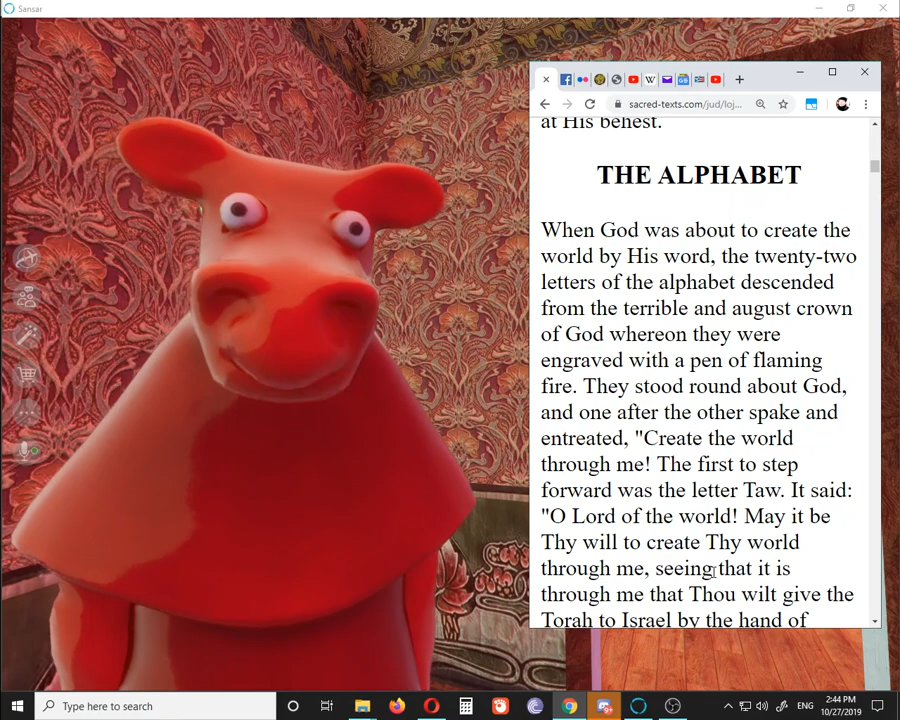 Sansar
sacred-texts.com/jud/loj...
at His behest.
THE ALPHABET
When God was about to create the
world by His word, the twenty-two
letters of the alphabet descended
from the terrible and august crown
of God whereon they were
engraved with a pen of flaming
fire. They stood round about God,
and one after the other spake and
entreated, "Create the world
through me! The first to step
forward was the letter Taw. It said:
"O Lord of the world! May it be
Thy will to create Thy world
through me, seeing that it is
through me that Thou wilt give the
Torah to Israel by the hand of
Type here to search
ENG
2:44 PM
10/27/2019